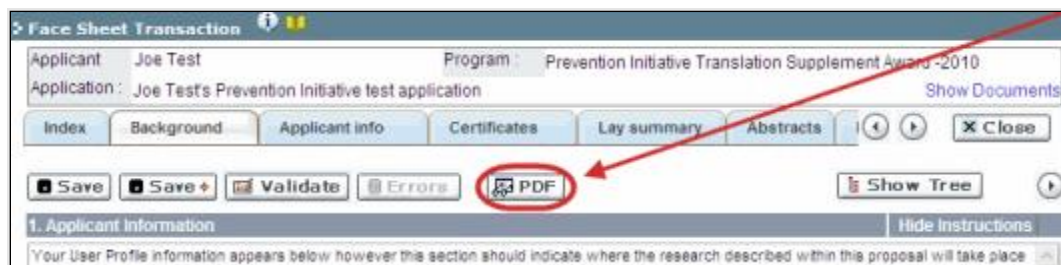 Face Sheet Transaction
Applicant Joe Test Program : Prevention Initiative Translation Supplement Award -2010
Application : Joe Test's Prevention Initiative test application Show Documents
Index Background Applicant info Certificates Lay summary Abstracts X Close
Save Save Validate Errors PDF Show Tree
1. Applicant Information Hide Instructions
Your User Profile information appears below however this section should indicate where the research described within this proposal will take place